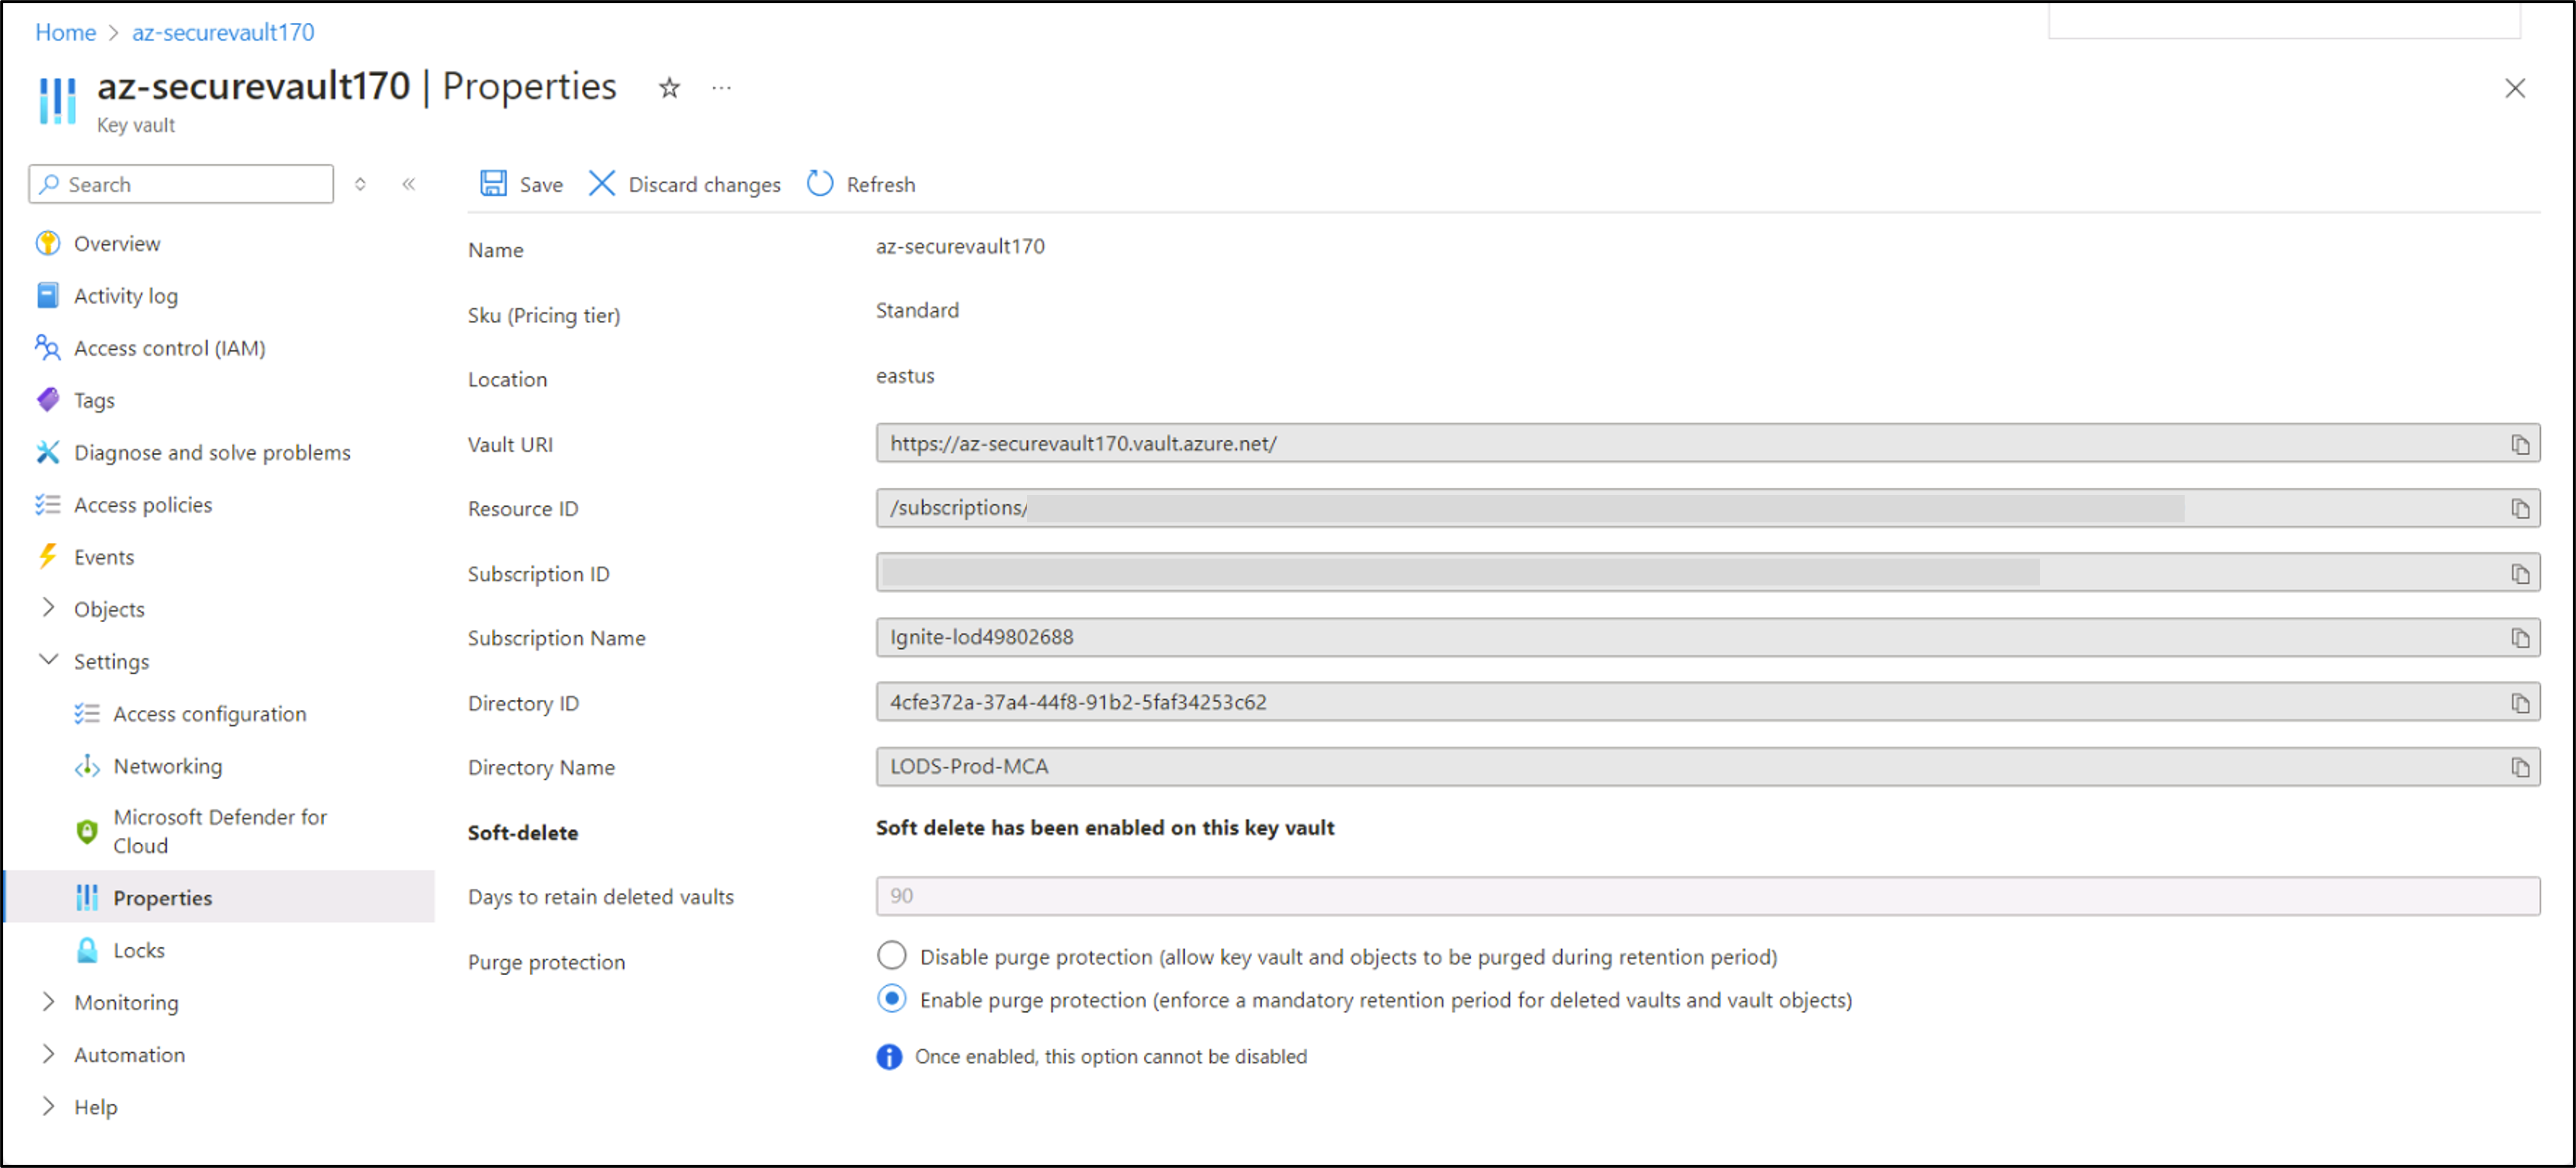 Home > az-securevault170
az-securevault170 | Properties
Key vault
Search
Save Discard changes Refresh
Overview
Activity log
Access control (IAM)
Tags
Diagnose and solve problems
Access policies
Events
Objects
Settings
Access configuration
Networking
Microsoft Defender for
Cloud
Properties
Locks
Monitoring
Automation
Help
Name az-securevault170
Sku (Pricing tier) Standard
Location eastus
Vault URI https://az-securevault170.vault.azure.net/
Resource ID /subscriptions/
Subscription ID
Subscription Name Ignite-lod49802688
Directory ID 4cfe372a-37a4-44f8-91b2-5faf34253c62
Directory Name LODS-Prod-MCA
Soft-delete Soft delete has been enabled on this key vault
Days to retain deleted vaults 90
Purge protection Disable purge protection (allow key vault and objects to be purged during retention period)
Enable purge protection (enforce a mandatory retention period for deleted vaults and vault objects)
Once enabled, this option cannot be disabled